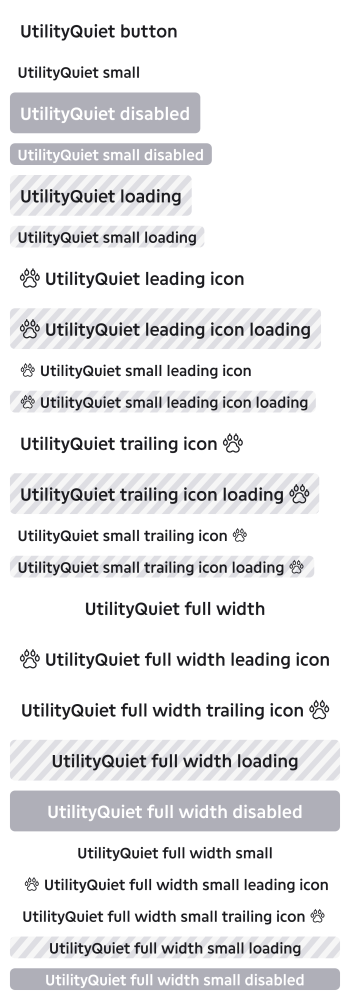 UtilityQuiet button
UtilityQuiet small
UtilityQuiet disabled
UtilityQuiet small disabled
UtilityQuiet loading
UtilityQuiet small loading
UtilityQuiet leading icon
UtilityQuiet leading icon loading
UtilityQuiet small leading icon
UtilityQuiet small leading icon loading
UtilityQuiet trailing icon
UtilityQuiet trailing icon loading
UtilityQuiet small trailing icon
UtilityQuiet small trailing icon loading
UtilityQuiet full width
UtilityQuiet full width leading icon
UtilityQuiet full width trailing icon
UtilityQuiet full width loading
UtilityQuiet full width disabled
UtilityQuiet full width small
UtilityQuiet full width small leading icon
UtilityQuiet full width small trailing icon
UtilityQuiet full width small loading
UtilityQuiet full width small disabled